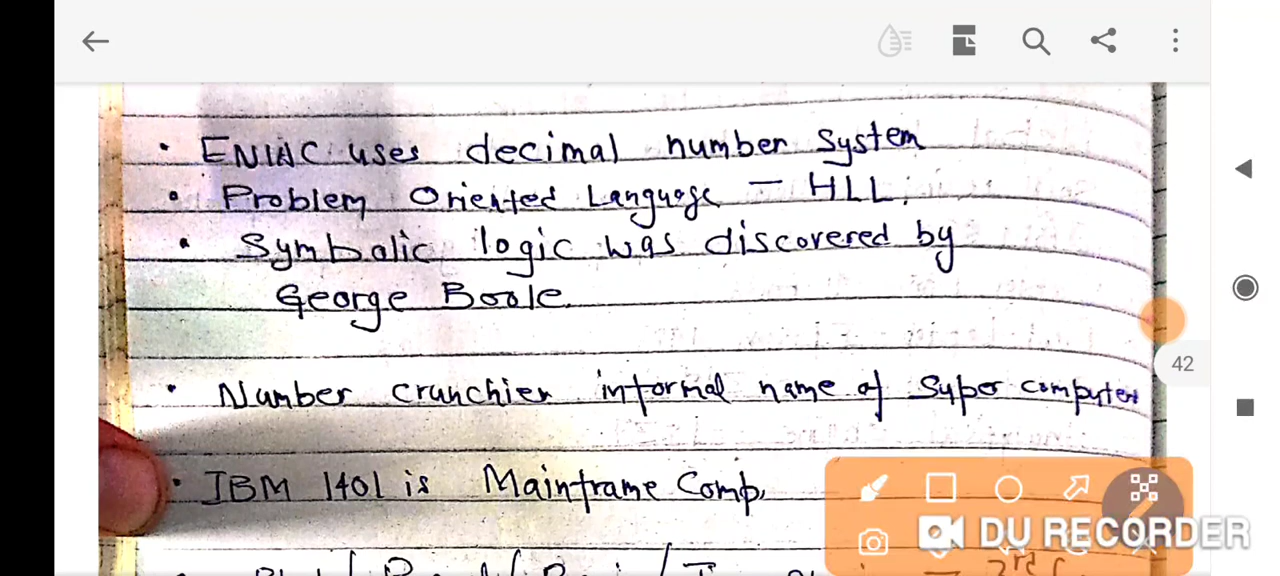 • ENIAC uses decimal number System
• Problem Oriented Language — HLL.
• Symbalic logic was discovered by
George Boole.
42
• Number crunchier informal name of Super computer
• IBM 1401 is Mainframe Comp.
DU RECORDER